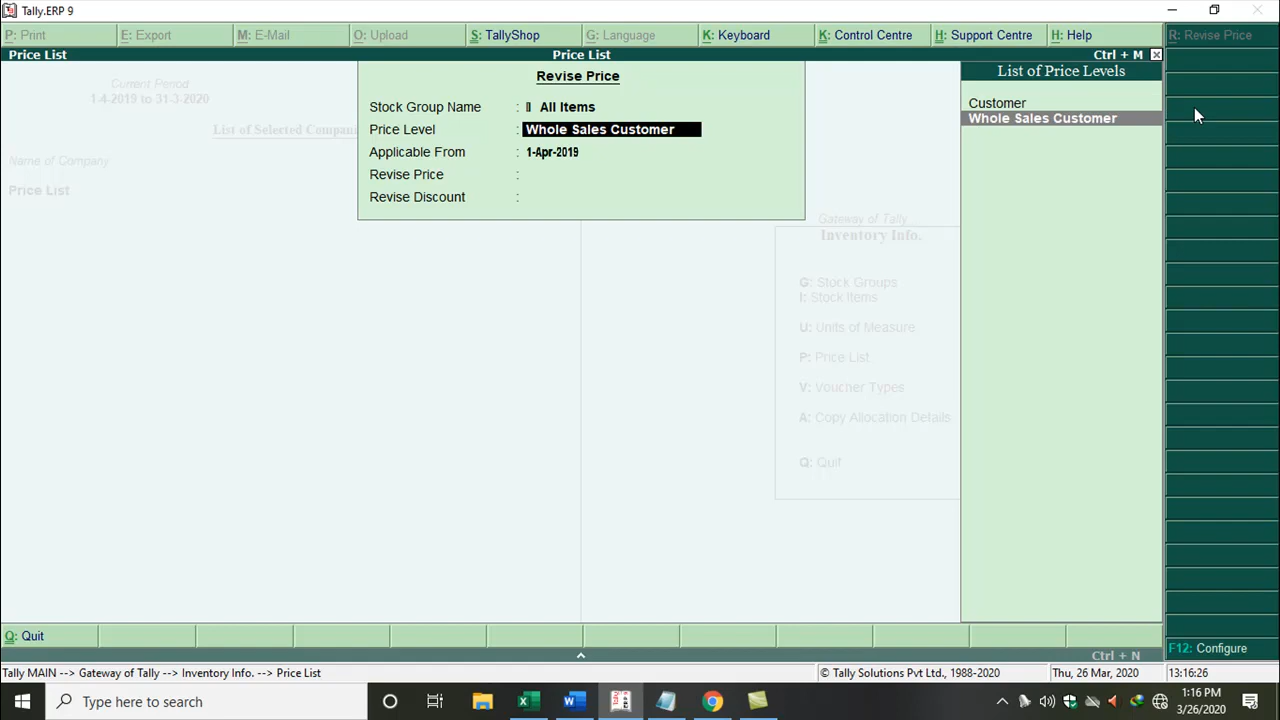 Tally.ERP 9
P: Print
E: Export
M: E-Mail
O: Upload
S: TallyShop
G: Language
K: Keyboard
K: Control Centre
H: Support Centre
H: Help
R: Revise Price
Price List
Price List
Ctrl + M
Current Period
1-4-2019 to 31-3-2020
List of Selected Compan
Name of Company
Price List
Revise Price
Stock Group Name : All Items
Price Level : Whole Sales Customer
Applicable From : 1-Apr-2019
Revise Price :
Revise Discount :
List of Price Levels
Customer
Whole Sales Customer
Gateway of Tally ...
Inventory Info.
G: Stock Groups
I: Stock Items
U: Units of Measure
P: Price List
V: Voucher Types
A: Copy Allocation Details
Q: Quit
Q: Quit
F12: Configure
Ctrl + N
Tally MAIN --> Gateway of Tally --> Inventory Info. --> Price List
© Tally Solutions Pvt Ltd., 1988-2020
Thu, 26 Mar, 2020
13:16:26
Type here to search
1:16 PM
3/26/2020